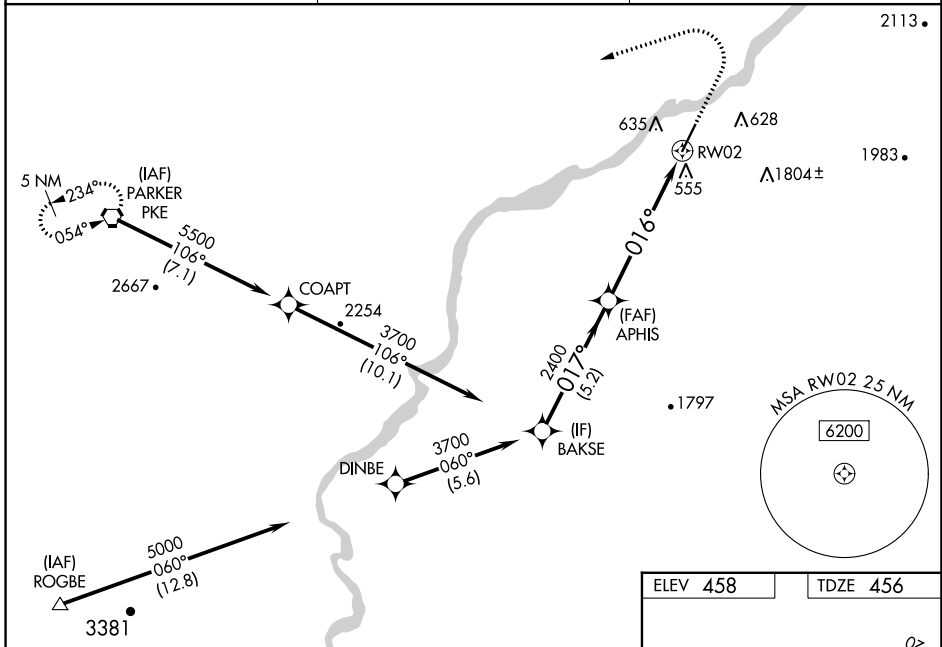 2113
635
628
RW02
555
1804±
1983
5 NM
234°
054°
(IAF)
PARKER
PKE
5500
106°
(7.1)
2667
COAPT
2254
3700
106°
(10.1)
016°
(FAF)
APHIS
2400
017°
(5.2)
1797
(IF)
BAKSE
DINBE
3700
060°
(5.6)
MSA RW02 25 NM
6200
(IAF)
ROGBE
5000
060°
(12.8)
3381
ELEV 458
TDZE 456